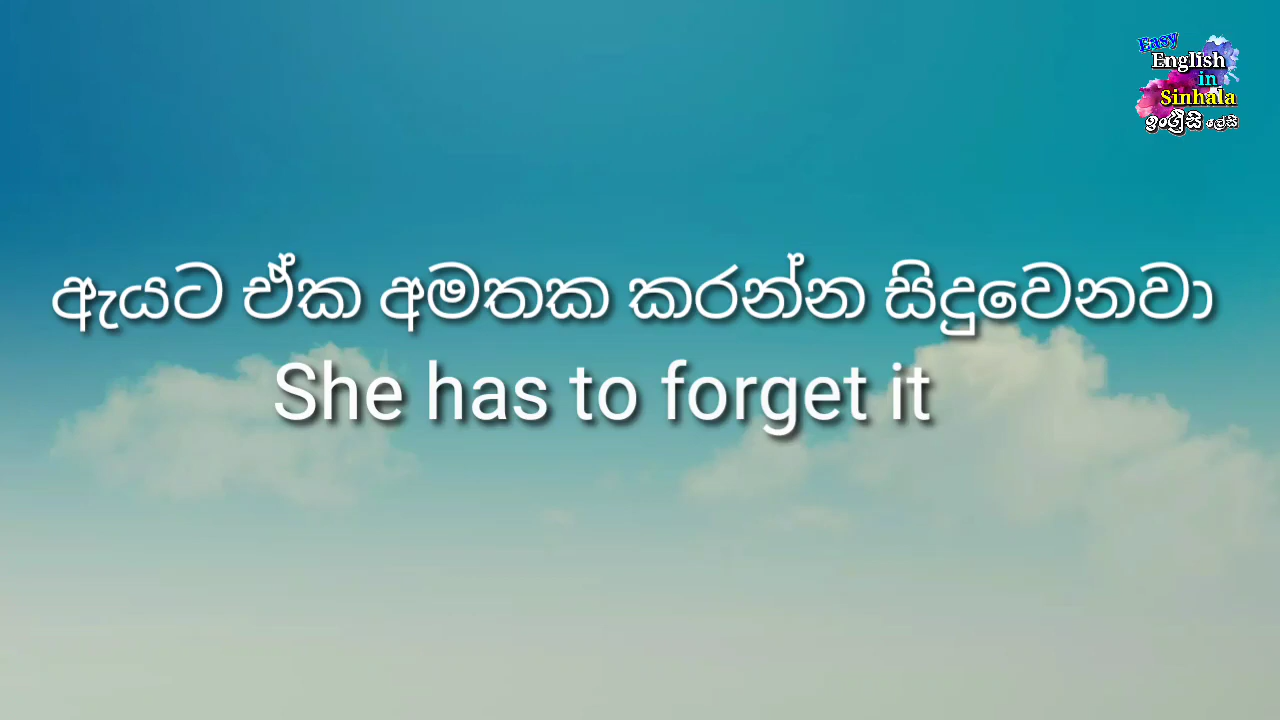 Easy
English
in
Sinhala
ඉංග්‍රීසි ලේසි
ඇයට ඒක අමතක කරන්න සිදුවෙනවා
She has to forget it